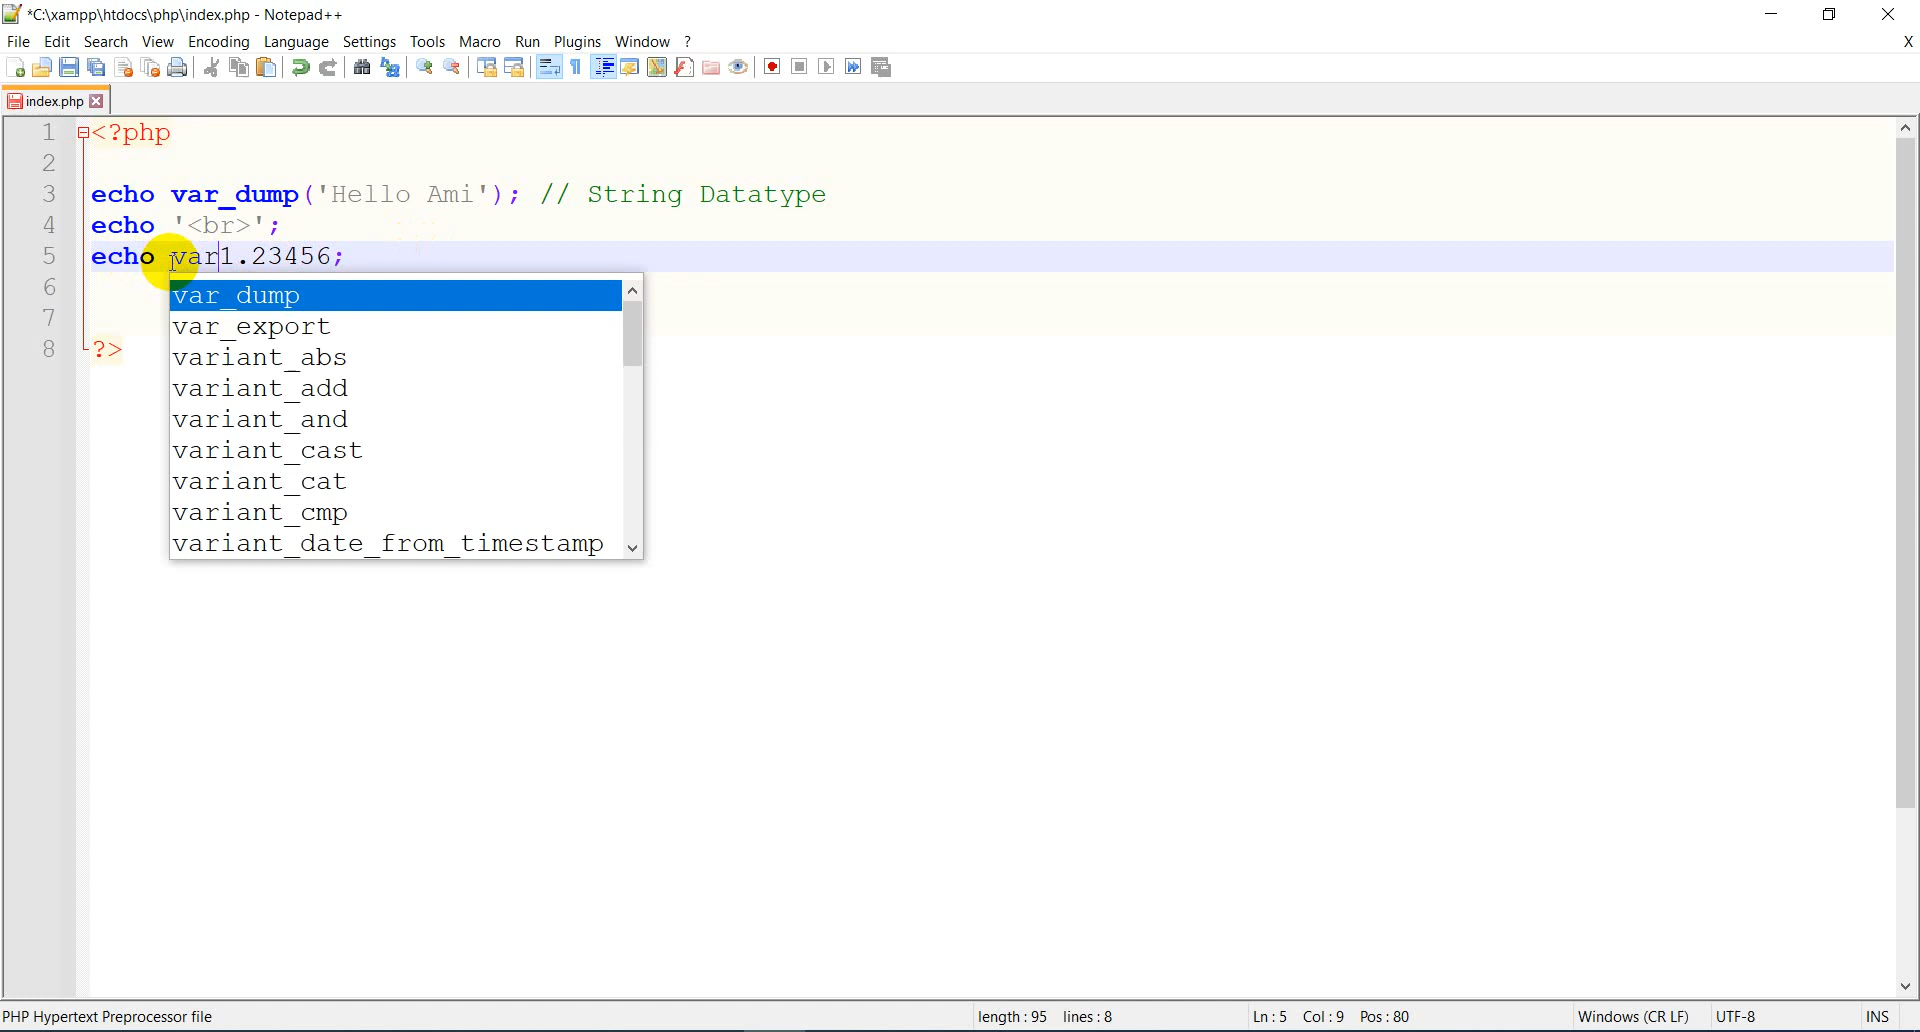 *C:\xampp\htdocs\php\index.php - Notepad++
File Edit Search View Encoding Language Settings Tools Macro Run Plugins Window ? X
index.php
1 <?php
2
3 echo var_dump('Hello Ami'); // String Datatype
4 echo '<br>';
5 echo var1.23456;
6
7
8 ?>
var_dump
var_export
variant_abs
variant_add
variant_and
variant_cast
variant_cat
variant_cmp
variant_date_from_timestamp
PHP Hypertext Preprocessor file length : 95 lines : 8 Ln : 5 Col : 9 Pos : 80 Windows (CR LF) UTF-8 INS